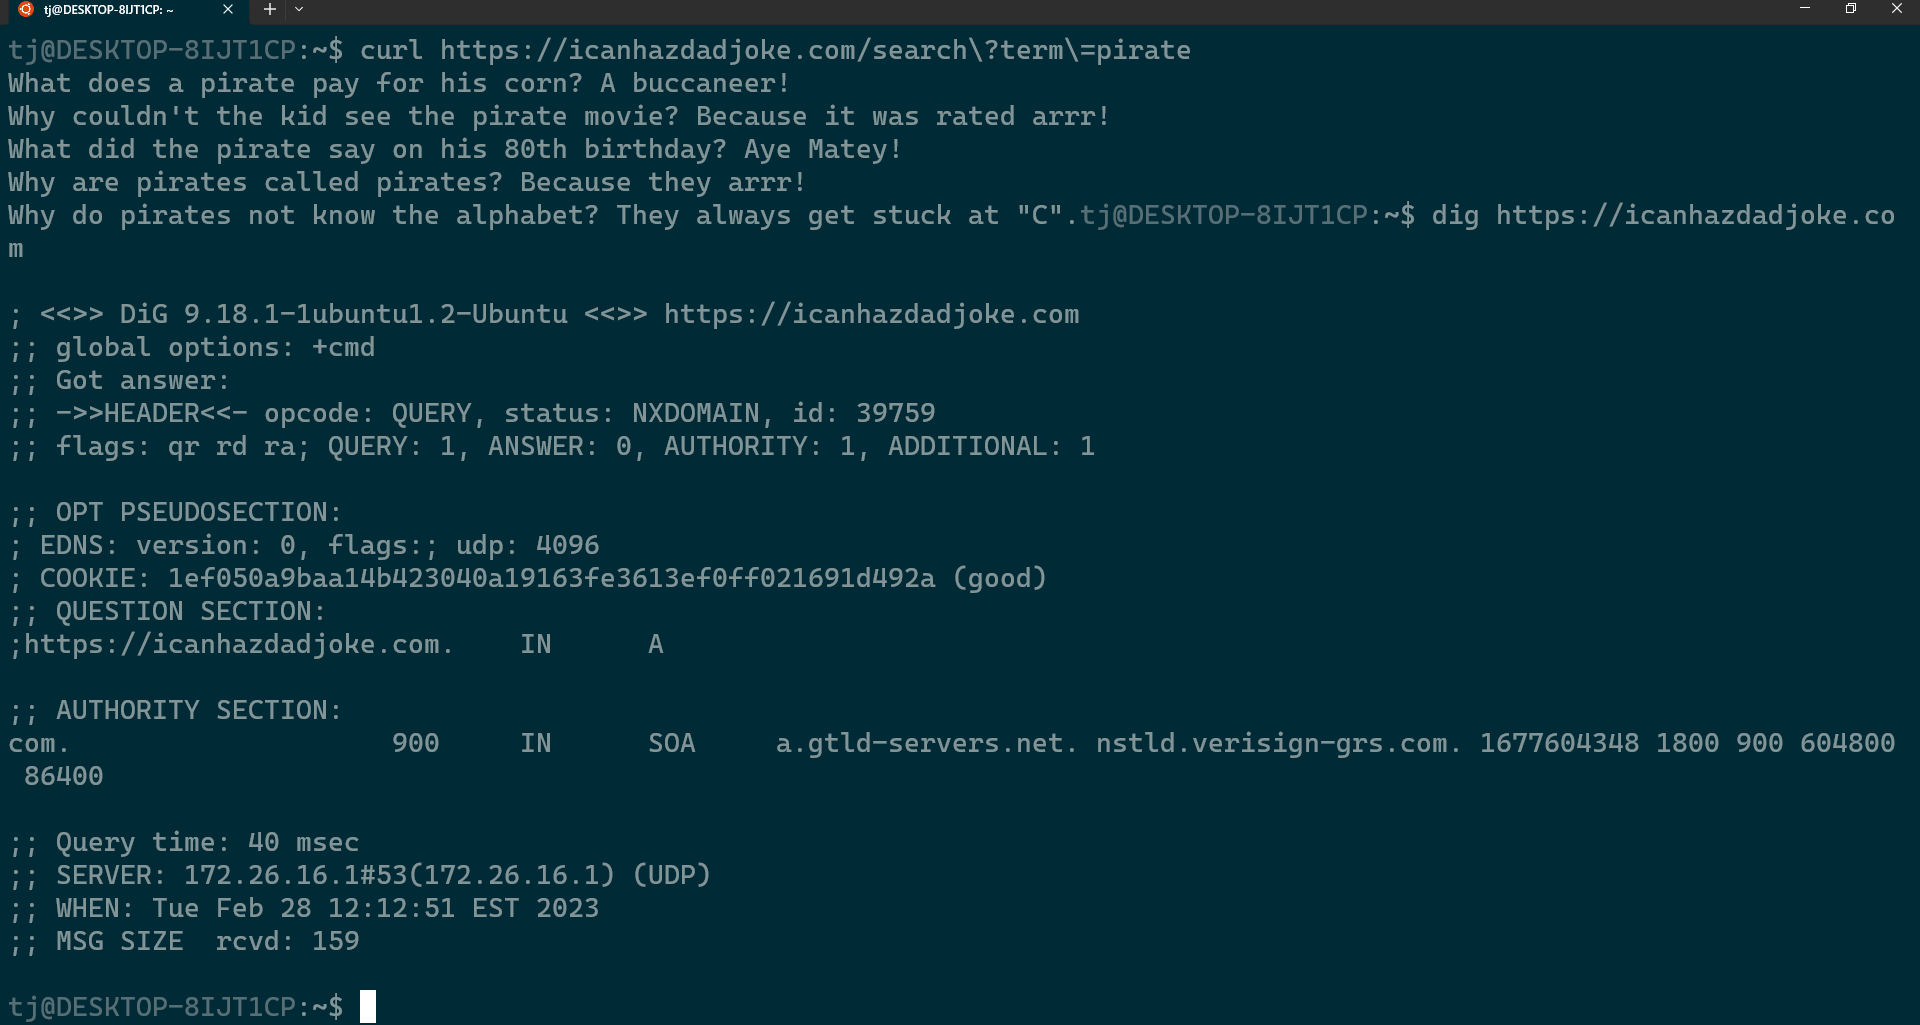 tj@DESKTOP-8IJT1CP: ~
tj@DESKTOP-8IJT1CP:~$ curl https://icanhazdadjoke.com/search\?term\=pirate
What does a pirate pay for his corn? A buccaneer!
Why couldn't the kid see the pirate movie? Because it was rated arrr!
What did the pirate say on his 80th birthday? Aye Matey!
Why are pirates called pirates? Because they arrr!
Why do pirates not know the alphabet? They always get stuck at "C".tj@DESKTOP-8IJT1CP:~$ dig https://icanhazdadjoke.co
m
; <<>> DiG 9.18.1-1ubuntu1.2-Ubuntu <<>> https://icanhazdadjoke.com
;; global options: +cmd
;; Got answer:
;; ->>HEADER<<- opcode: QUERY, status: NXDOMAIN, id: 39759
;; flags: qr rd ra; QUERY: 1, ANSWER: 0, AUTHORITY: 1, ADDITIONAL: 1
;; OPT PSEUDOSECTION:
; EDNS: version: 0, flags:; udp: 4096
; COOKIE: 1ef050a9baa14b423040a19163fe3613ef0ff021691d492a (good)
;; QUESTION SECTION:
;https://icanhazdadjoke.com. IN A
;; AUTHORITY SECTION:
com. 900 IN SOA a.gtld-servers.net. nstld.verisign-grs.com. 1677604348 1800 900 604800
86400
;; Query time: 40 msec
;; SERVER: 172.26.16.1#53(172.26.16.1) (UDP)
;; WHEN: Tue Feb 28 12:12:51 EST 2023
;; MSG SIZE rcvd: 159
tj@DESKTOP-8IJT1CP:~$